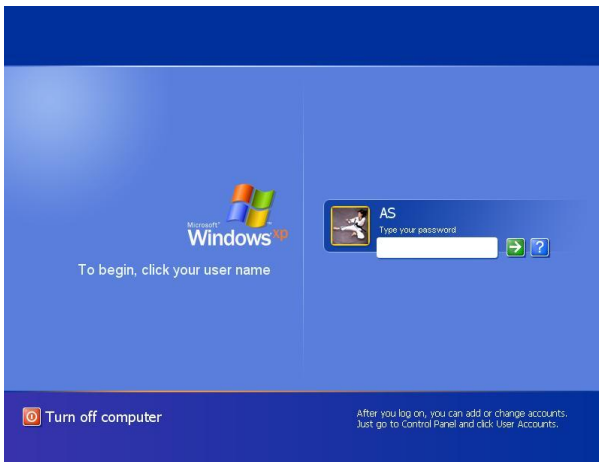 Microsoft®
Windows xp
To begin, click your user name
AS
Type your password
?
Turn off computer
After you log on, you can add or change accounts.
Just go to Control Panel and click User Accounts.